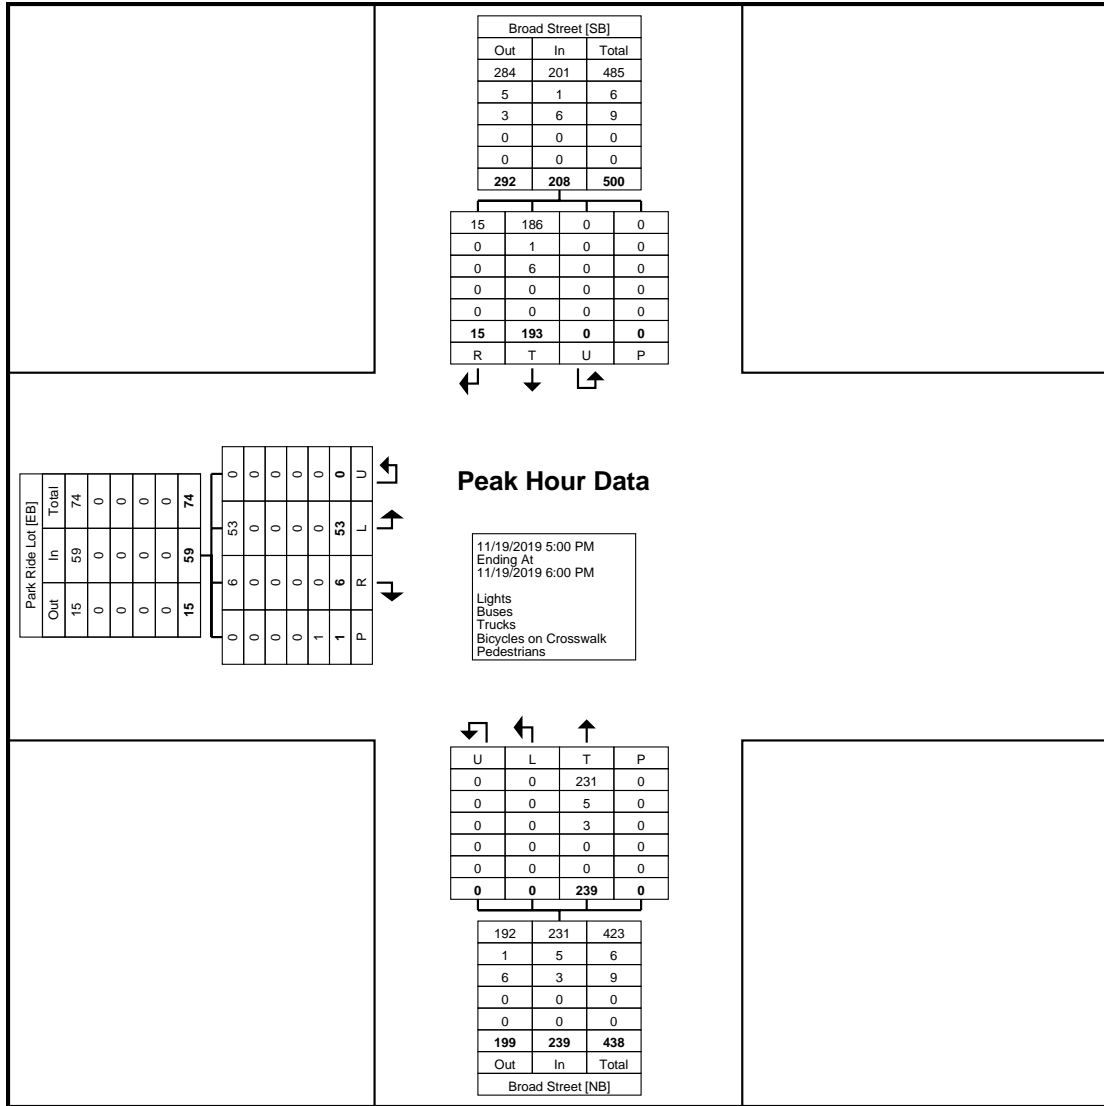 Broad Street [SB]
Out In Total
284 201 485
5 1 6
3 6 9
0 0 0
0 0 0
292 208 500
15 186 0 0
0 1 0 0
0 6 0 0
0 0 0 0
0 0 0 0
15 193 0 0
R T U P
Park Ride Lot [EB]
Out In Total
15 59 74
0 0 0
0 0 0
0 0 0
0 0 0
15 59 74
0 6 53 0
0 0 0 0
0 0 0 0
0 0 0 0
1 0 0 0
1 6 53 0
P R L U
Peak Hour Data
11/19/2019 5:00 PM
Ending At
11/19/2019 6:00 PM
Lights
Buses
Trucks
Bicycles on Crosswalk
Pedestrians
U L T P
0 0 231 0
0 0 5 0
0 0 3 0
0 0 0 0
0 0 0 0
0 0 239 0
192 231 423
1 5 6
6 3 9
0 0 0
0 0 0
199 239 438
Out In Total
Broad Street [NB]